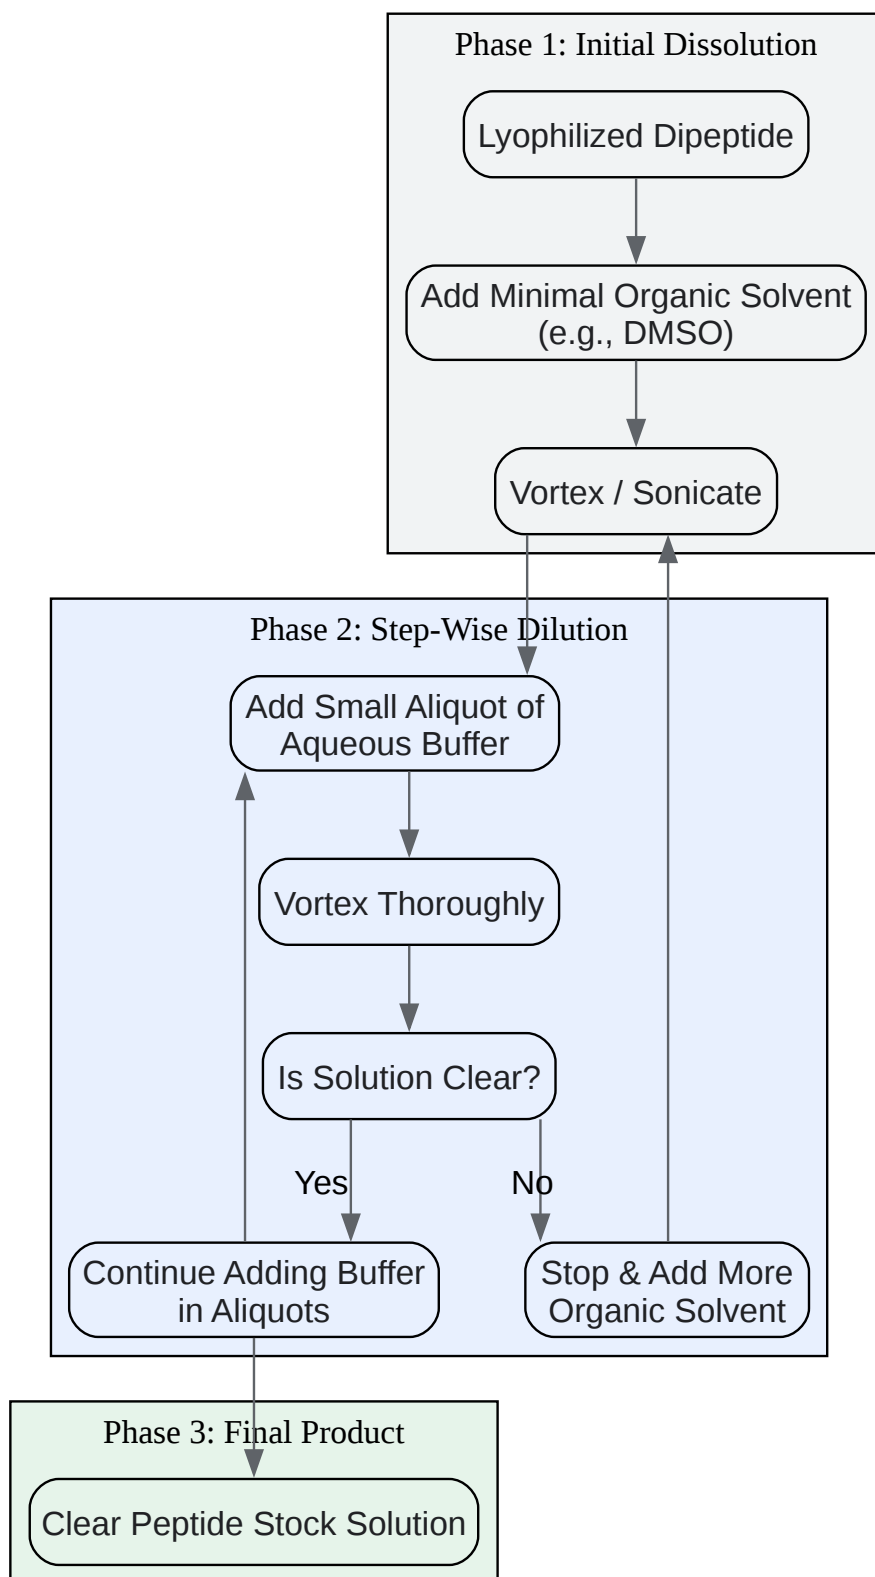 Phase 1: Initial Dissolution
Lyophilized Dipeptide
Add Minimal Organic Solvent
(e.g., DMSO)
Vortex / Sonicate
Phase 2: Step-Wise Dilution
Add Small Aliquot of
Aqueous Buffer
Vortex Thoroughly
Is Solution Clear?
Yes
No
Continue Adding Buffer
in Aliquots
Stop & Add More
Organic Solvent
Phase 3: Final Product
Clear Peptide Stock Solution